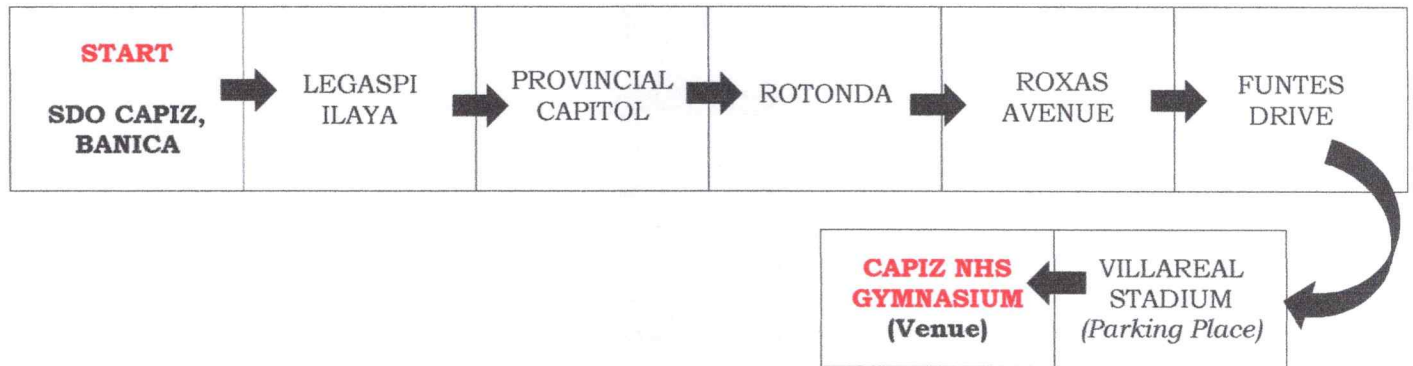 START
SDO CAPIZ,
BANICA
LEGASPI
ILAYA
PROVINCIAL
CAPITOL
ROTONDA
ROXAS
AVENUE
FUNTES
DRIVE
CAPIZ NHS
GYMNASIUM
(Venue)
VILLAREAL
STADIUM
(Parking Place)